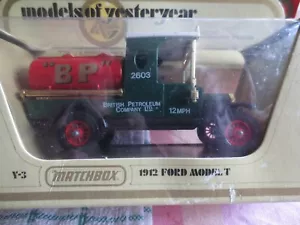 models of yesteryear
"BP"
2603
BRITISH PETROLEUM
COMPANY LTD.
12MPH
Y-3
MATCHBOX
1912 FORD MODEL T